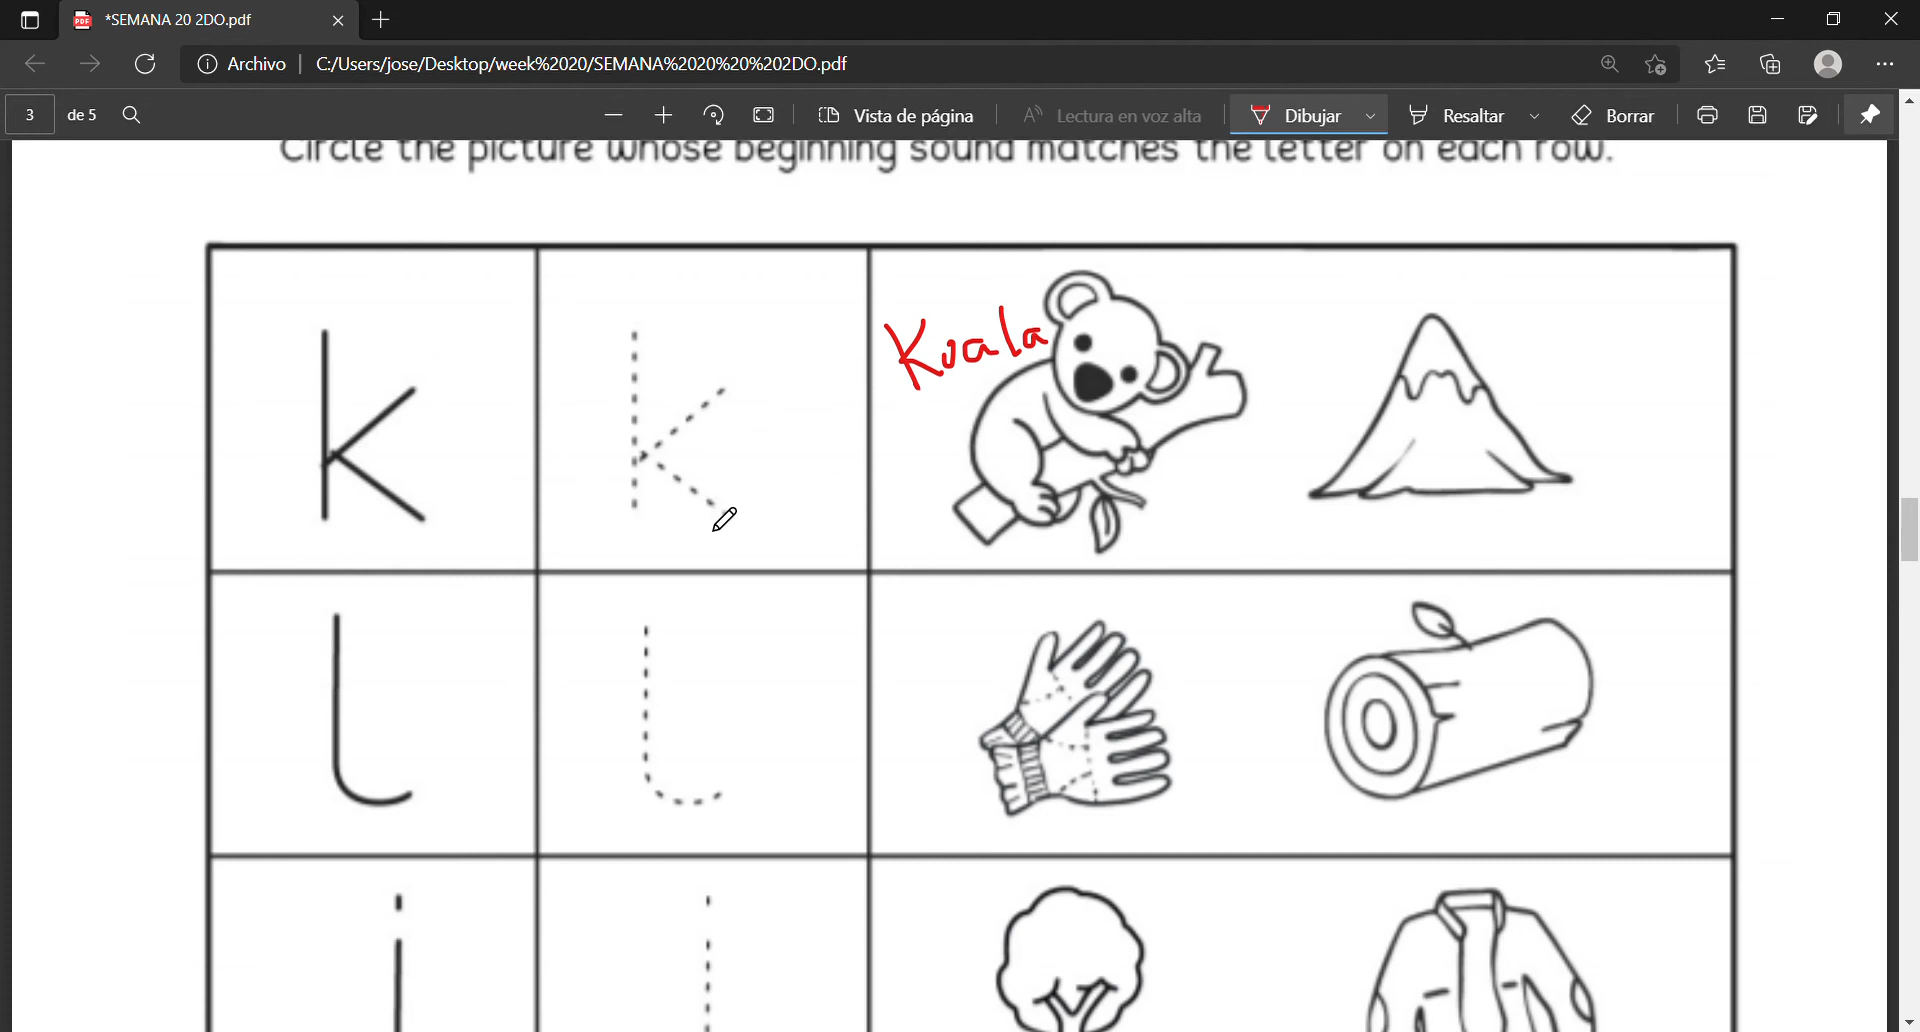 *SEMANA 20 2DO.pdf
Archivo | C:/Users/jose/Desktop/week%2020/SEMANA%2020%20%202DO.pdf
3 de 5 Vista de página A Lectura en voz alta Dibujar Resaltar Borrar
Circle the picture whose beginning sound matches the letter on each row.
k k Koala
l l
j j